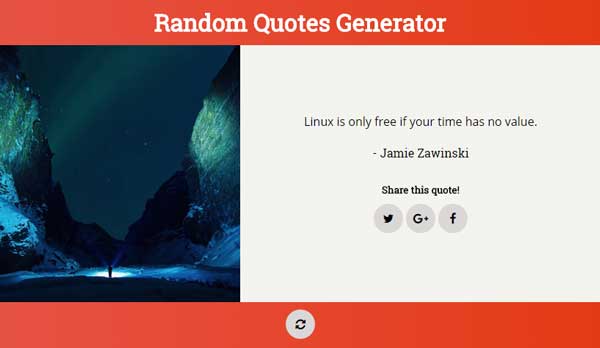 Random Quotes Generator
Linux is only free if your time has no value.
- Jamie Zawinski
Share this quote!
G+
f